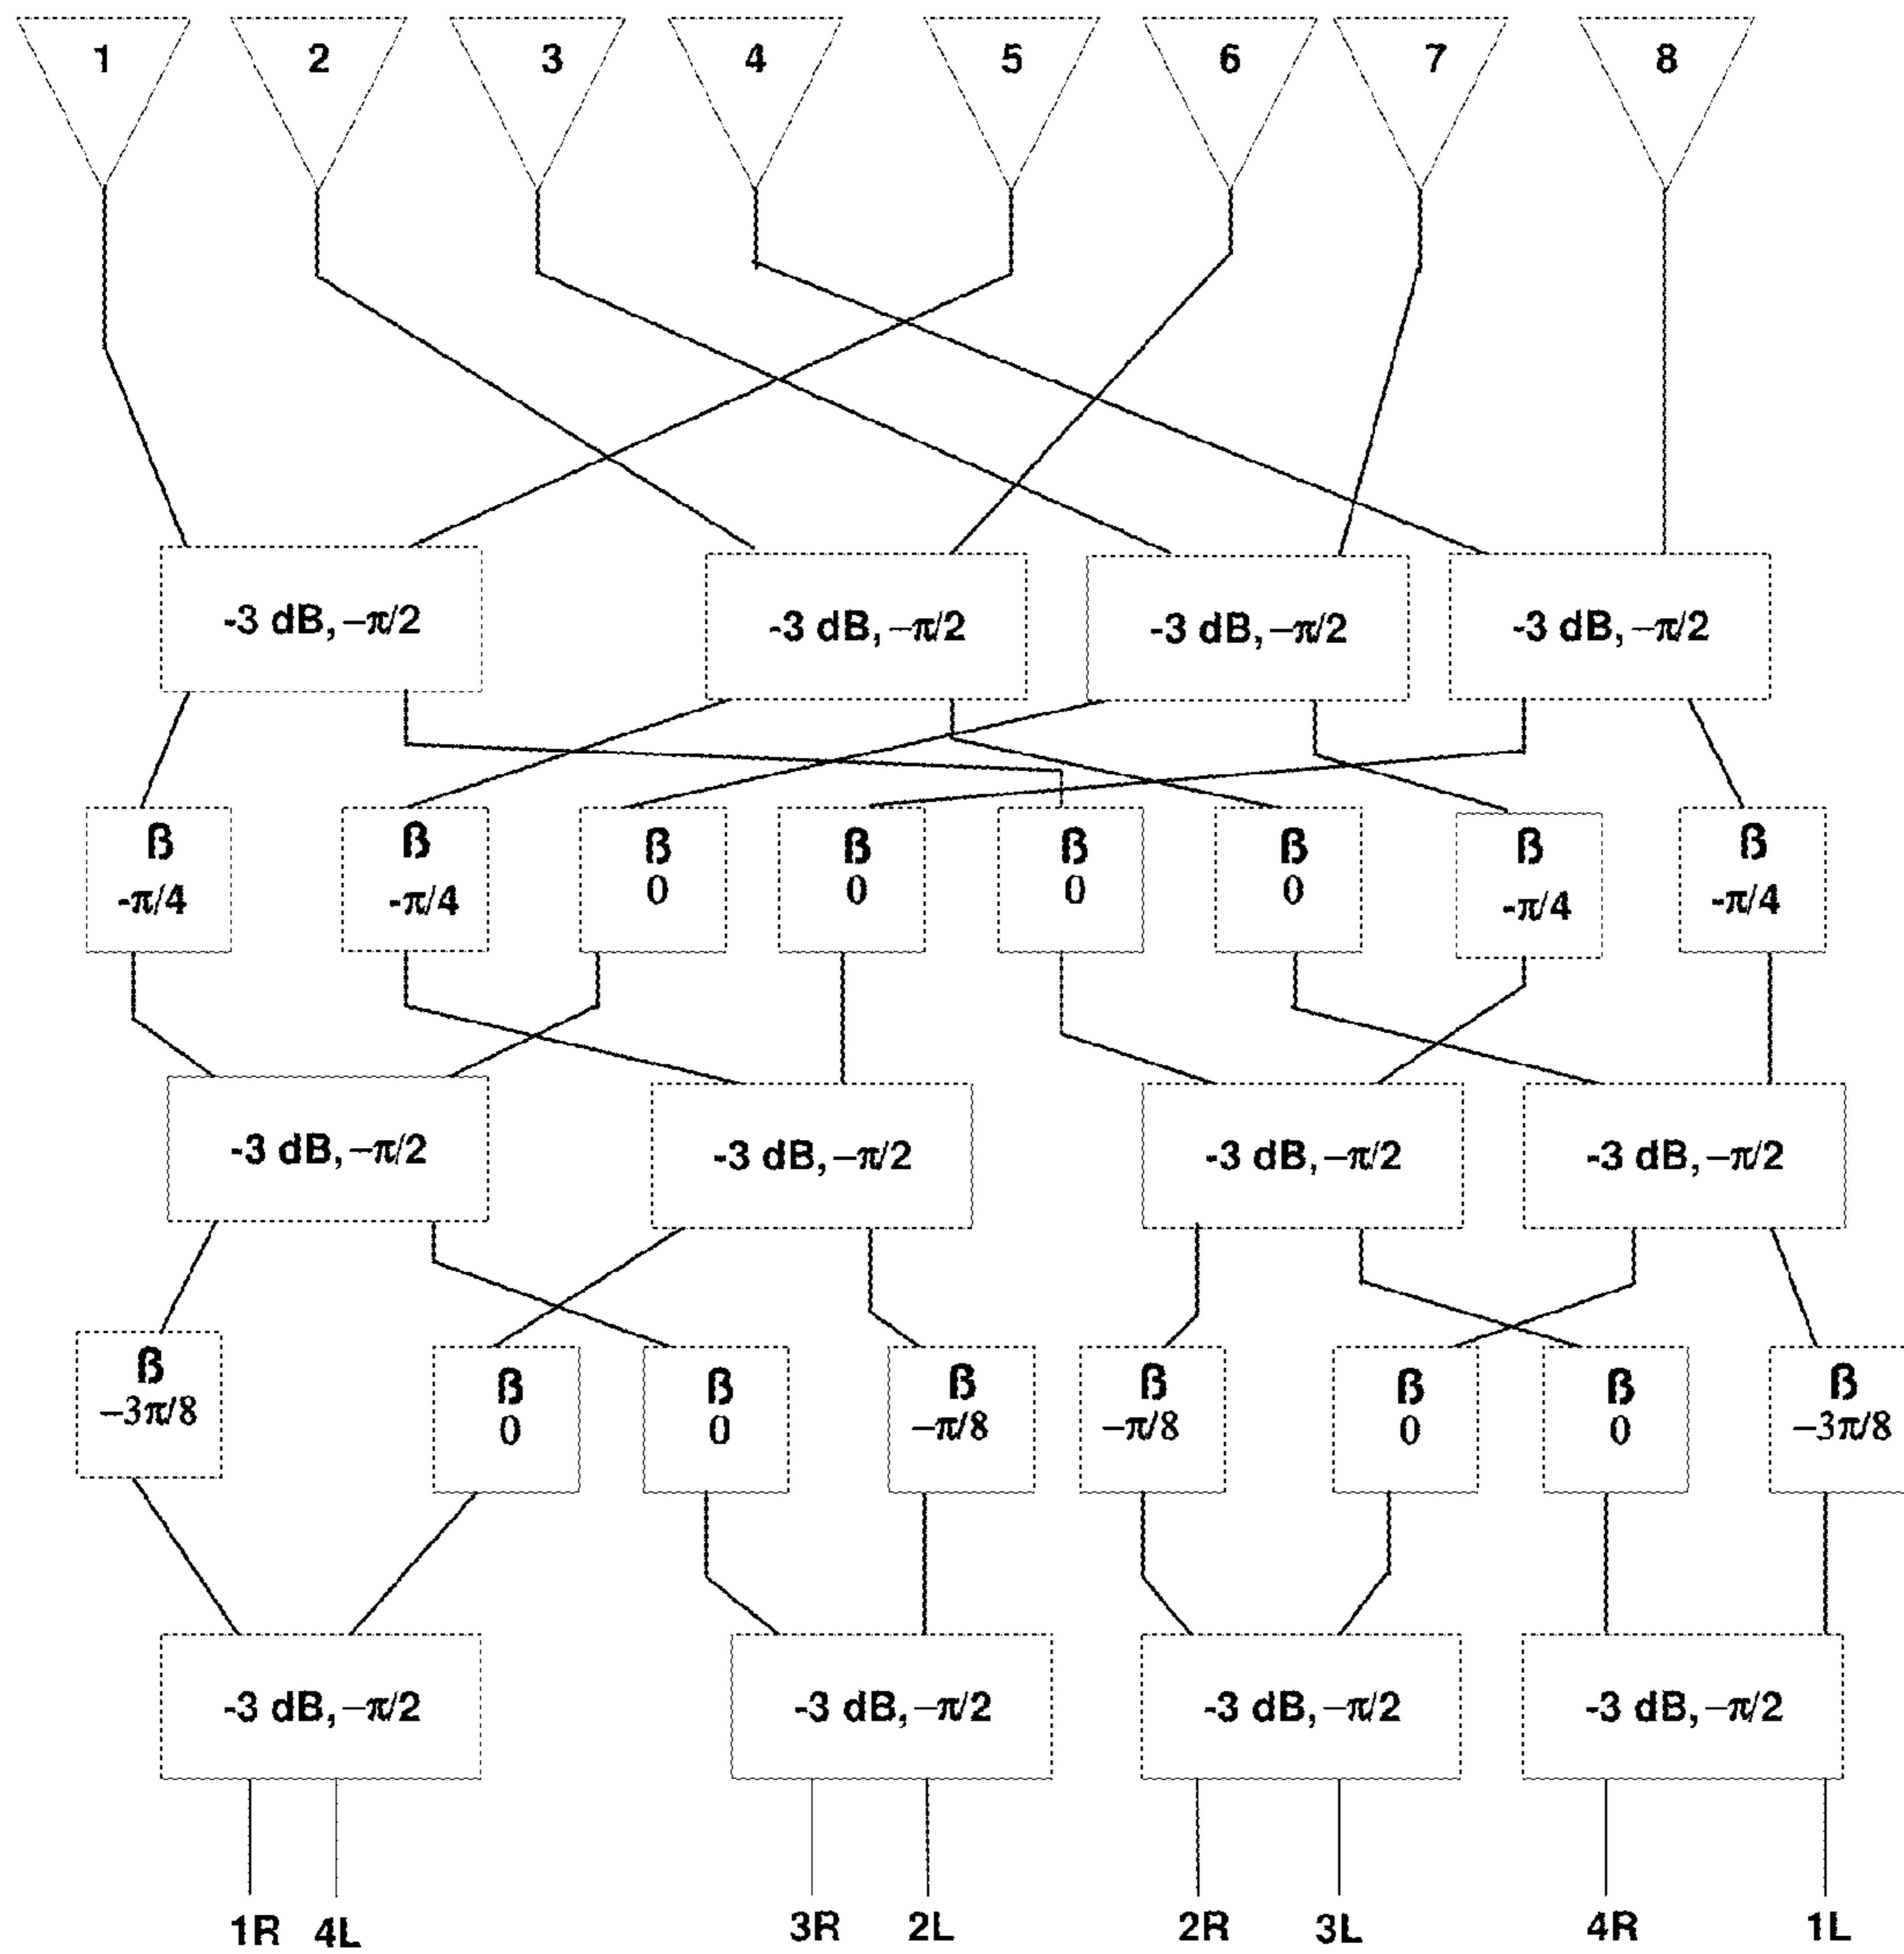 1 2 3 4 5 6 7 8
-3 dB, –π/2 -3 dB, –π/2 -3 dB, –π/2 -3 dB, –π/2
ß ß ß ß ß ß ß ß
-π/4 -π/4 0 0 0 0 -π/4 -π/4
-3 dB, –π/2 -3 dB, –π/2 -3 dB, –π/2 -3 dB, –π/2
ß ß ß ß ß ß ß ß
–3π/8 0 0 –π/8 –π/8 0 0 –3π/8
-3 dB, –π/2 -3 dB, –π/2 -3 dB, –π/2 -3 dB, –π/2
1R 4L 3R 2L 2R 3L 4R 1L